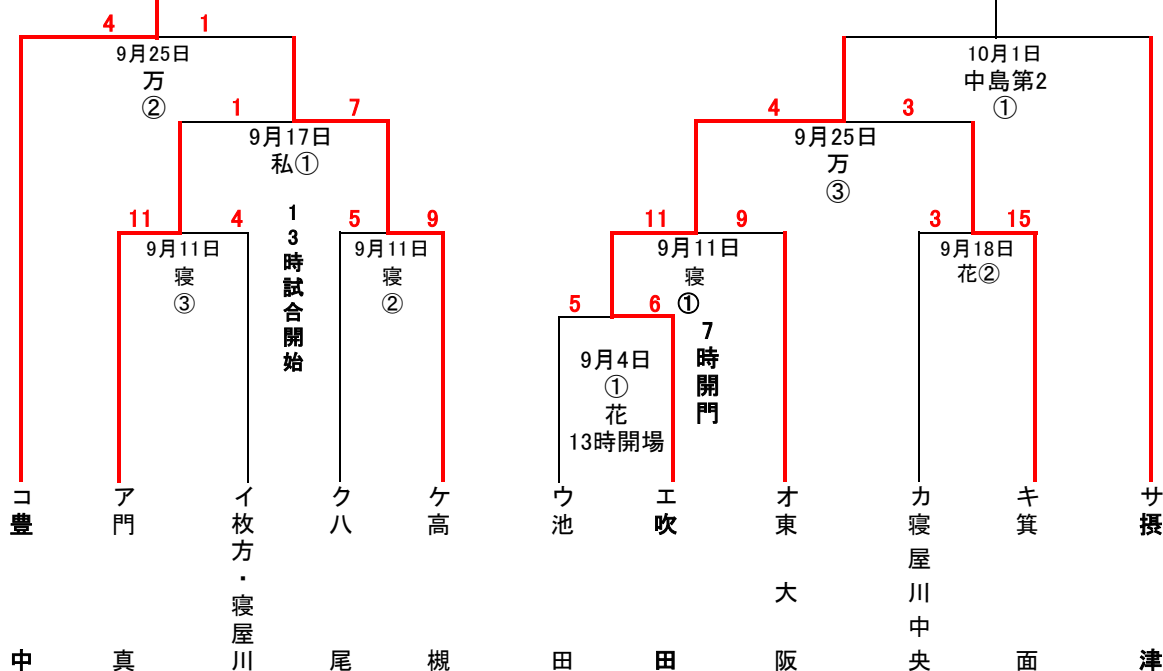 4 1
9月25日
万
②
10月1日
中島第2
①
1 7
9月17日
私①
4 3
9月25日
万
③
13時試合開始
11 4
9月11日
寝
③
5 9
9月11日
寝
②
11 9
9月11日
寝
①
7時開門
3 15
9月18日
花②
5 6
9月4日
①
花
13時開場
コ豊中
ア門真
イ枚方・寝屋川
ク八尾
ケ高槻
ウ池田
エ吹田
オ東大阪
カ寝屋川中央
キ箕面
サ摂津